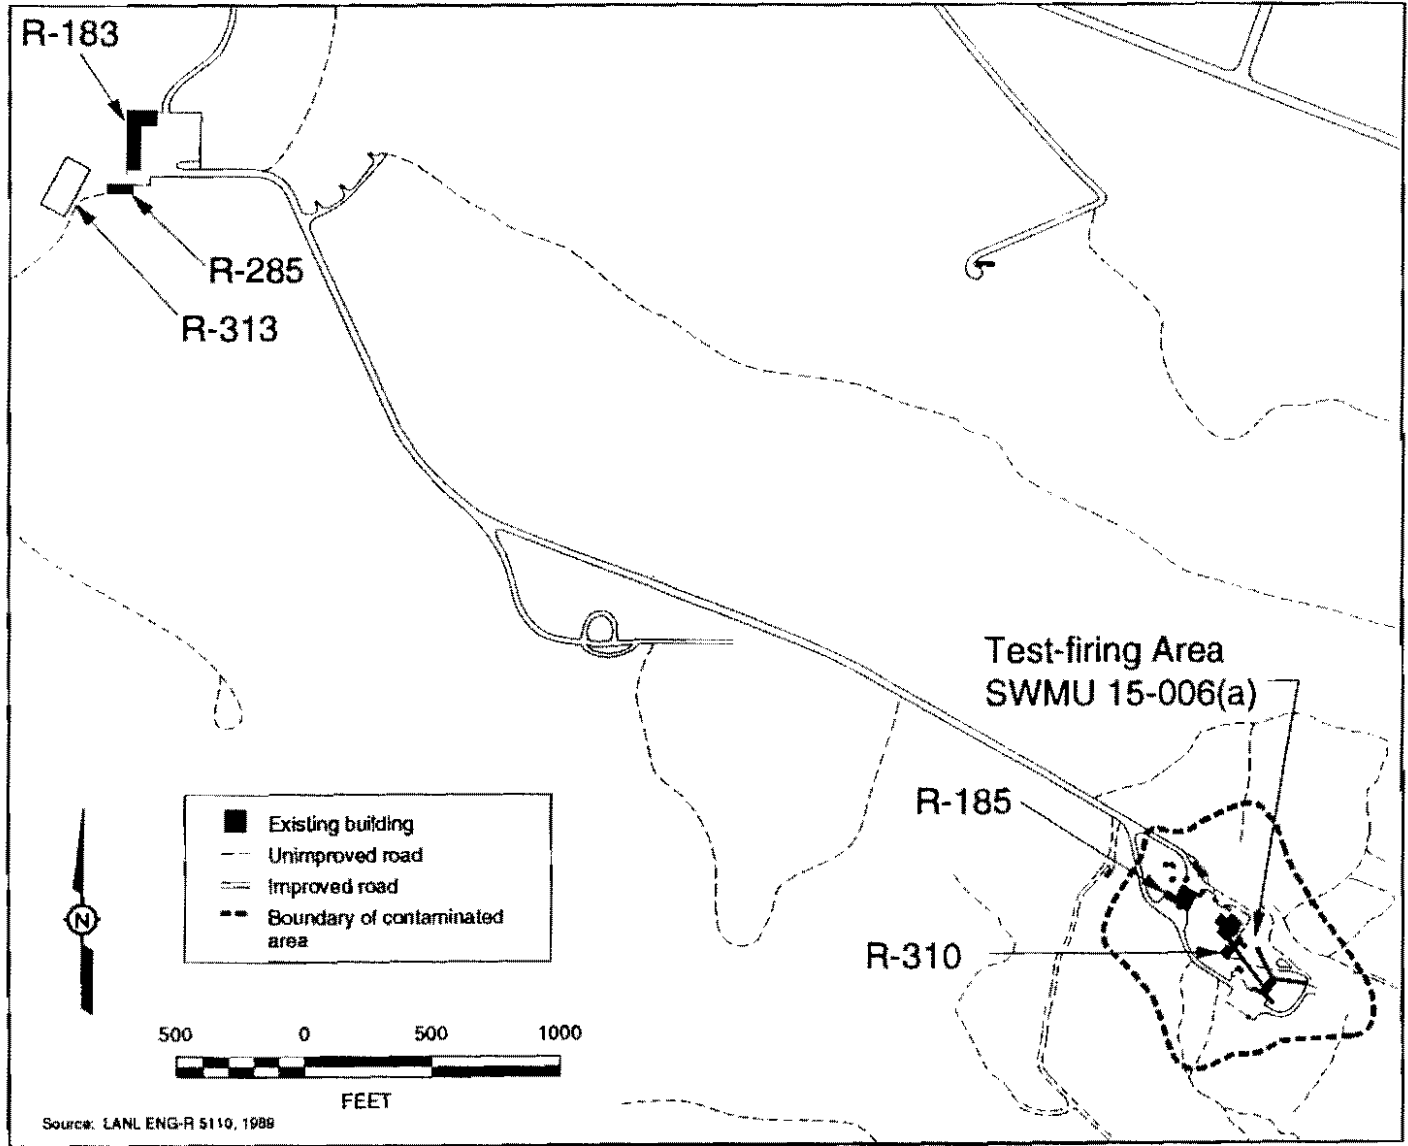 R-183
R-285
R-313
Test-firing Area
SWMU 15-006(a)
R-185
R-310
Existing building
Unimproved road
Improved road
Boundary of contaminated
area
N
500 0 500 1000
FEET
Source: LANL ENG-R 5110, 1989